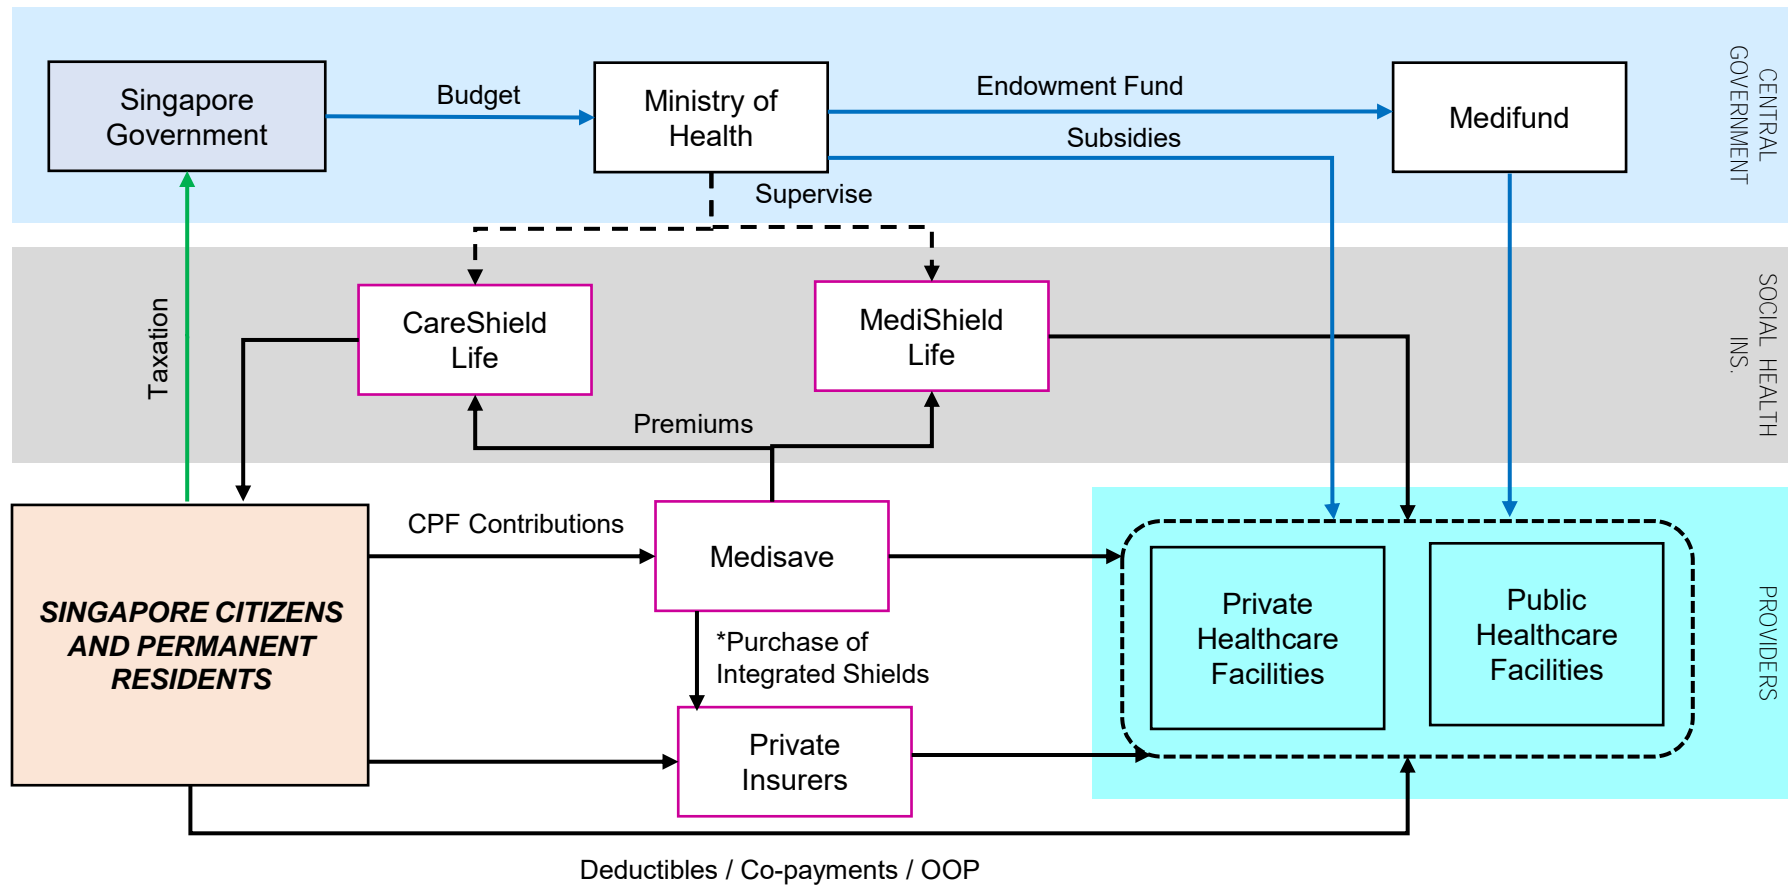 Singapore
Government
Budget
Ministry of
Health
Endowment Fund
Subsidies
Medifund
CENTRAL
GOVERNMENT
Supervise
Taxation
CareShield
Life
MediShield
Life
Premiums
SOCIAL HEALTH
INS.
SINGAPORE CITIZENS
AND PERMANENT
RESIDENTS
CPF Contributions
Medisave
*Purchase of
Integrated Shields
Private
Insurers
Private
Healthcare
Facilities
Public
Healthcare
Facilities
PROVIDERS
Deductibles / Co-payments / OOP